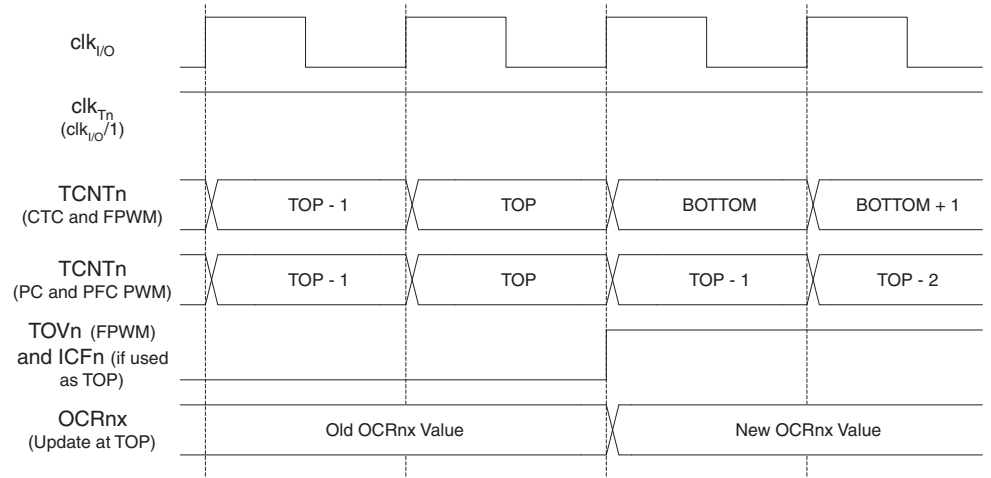 clkI/O
clkTn
(clkI/O/1)
TCNTn
(CTC and FPWM)
TOP - 1
TOP
BOTTOM
BOTTOM + 1
TCNTn
(PC and PFC PWM)
TOP - 1
TOP
TOP - 1
TOP - 2
TOVn (FPWM)
and ICFn (if used
as TOP)
OCRnx
(Update at TOP)
Old OCRnx Value
New OCRnx Value